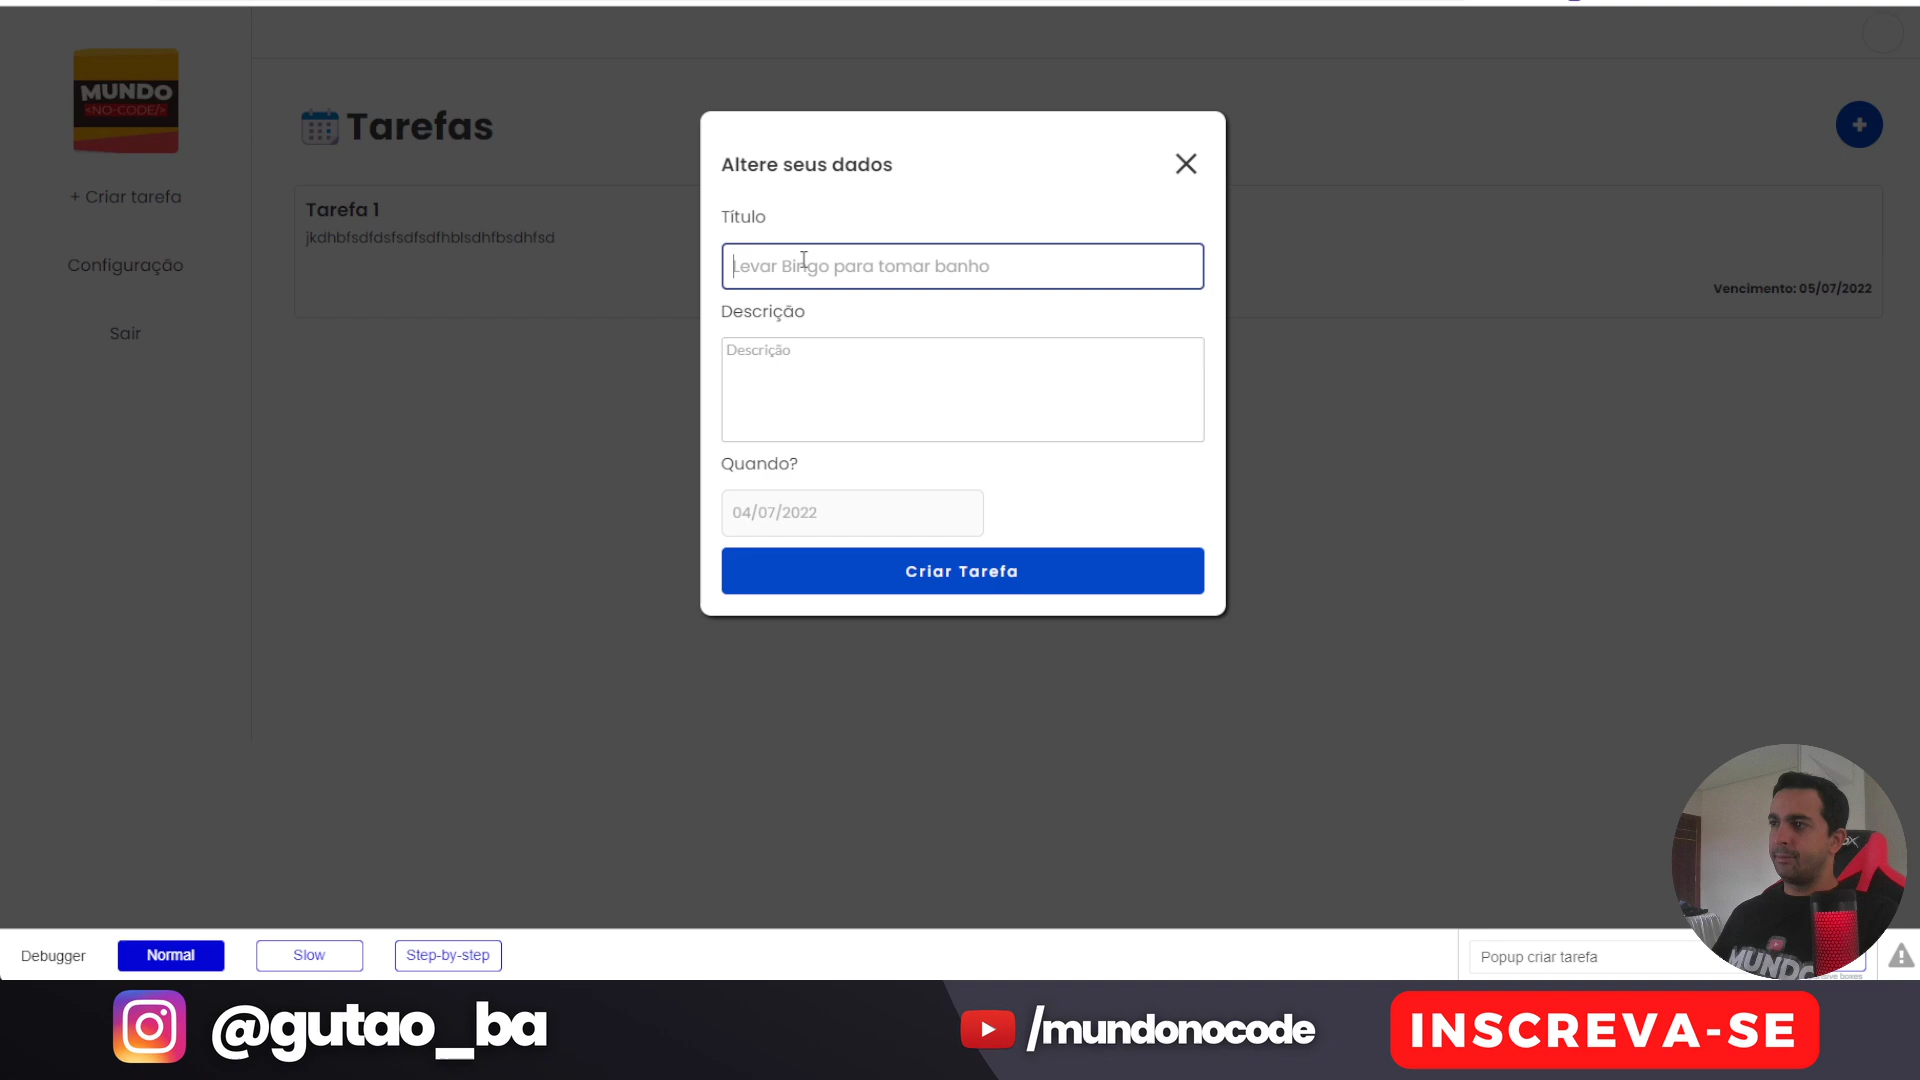 MUNDO
<NO-CODE/>
+ Criar tarefa
Configuração
Sair
Tarefas
+
Tarefa 1
jkdhbfsdfdsfsdfsdfhblsdhfbsdhfsd
Vencimento: 05/07/2022
Altere seus dados
Título
Levar Bingo para tomar banho
Descrição
Descrição
Quando?
04/07/2022
Criar Tarefa
Debugger
Normal
Slow
Step-by-step
Popup criar tarefa
boxes
MUNDO
@gutao_ba
/mundonocode
INSCREVA-SE